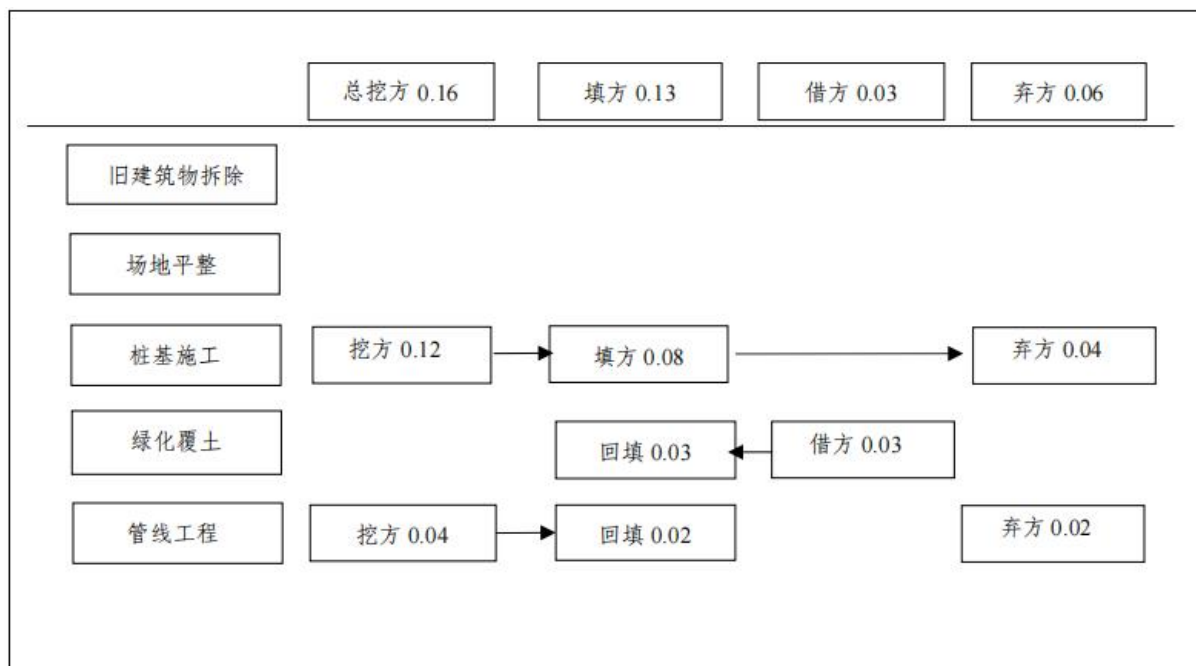 总挖方 0.16 填方 0.13 借方 0.03 弃方 0.06
旧建筑物拆除
场地平整
桩基施工 挖方 0.12 填方 0.08 弃方 0.04
绿化覆土 回填 0.03 借方 0.03
管线工程 挖方 0.04 回填 0.02 弃方 0.02